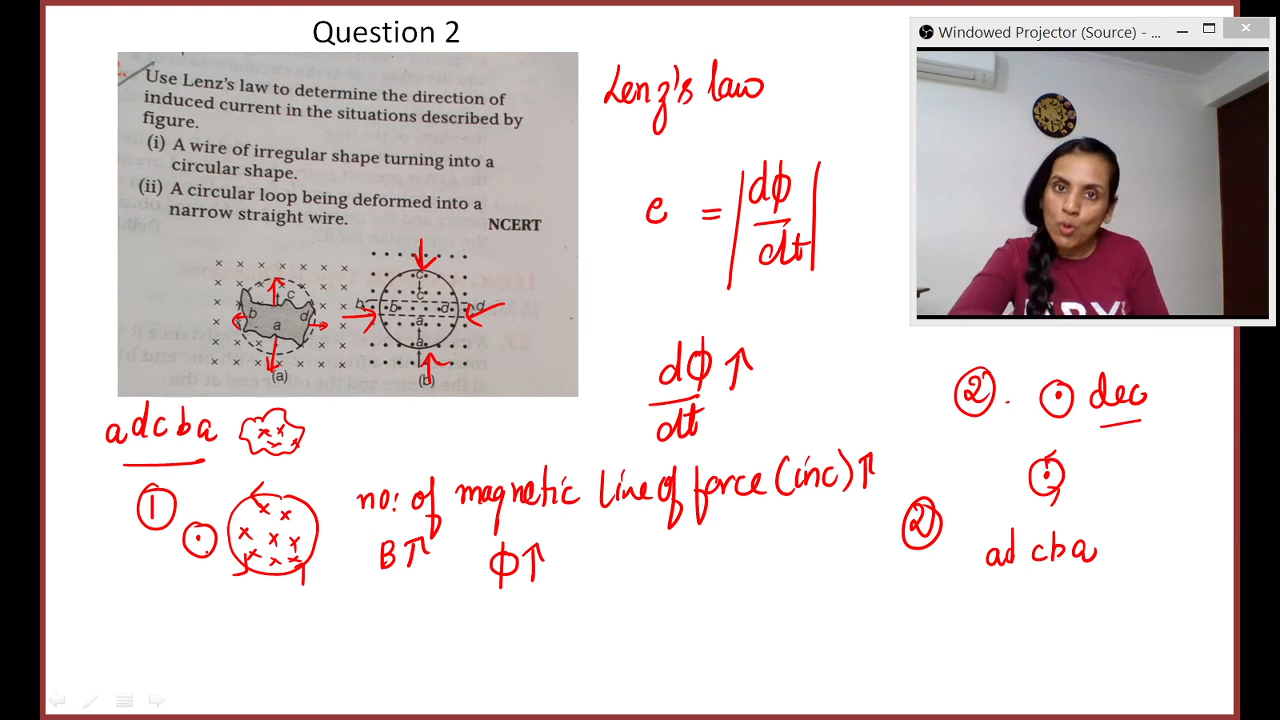 Question 2
Windowed Projector (Source) - ...
Use Lenz's law to determine the direction of
induced current in the situations described by
figure.
(i) A wire of irregular shape turning into a
circular shape.
(ii) A circular loop being deformed into a
narrow straight wire.
NCERT
c
b
d
a
(a)
c
c
b
b
d
d
a
a
(b)
Lenz's law
e = |dϕ/dt|
dϕ/dt ↑
adcba
1
no: of magnetic line of force (inc) ↑
B↑ ϕ↑
2. dec
2
adcba